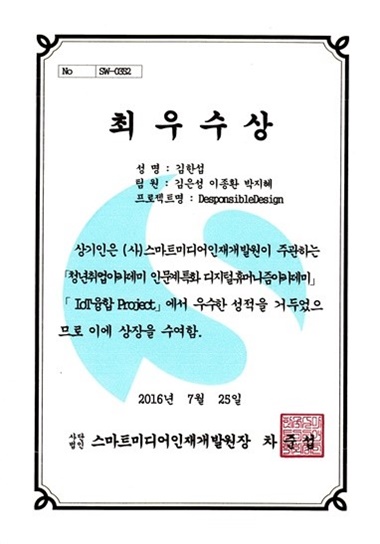 No SW-0352
최우수상
성 명 : 김한섭
팀 원 : 김은성 이종환 박지혜
프로젝트명 : DesponsibleDesign
상기인은 (사)스마트미디어인재개발원이 주관하는
「청년취업아카데미 인문계특화 디지털휴머니즘아카데미」
「 IoT융합 Project」에서 우수한 성적을 거두었으
므로 이에 상장을 수여함.
2016년 7월 25일
사단
법인 스마트미디어인재개발원장 차 준 섭